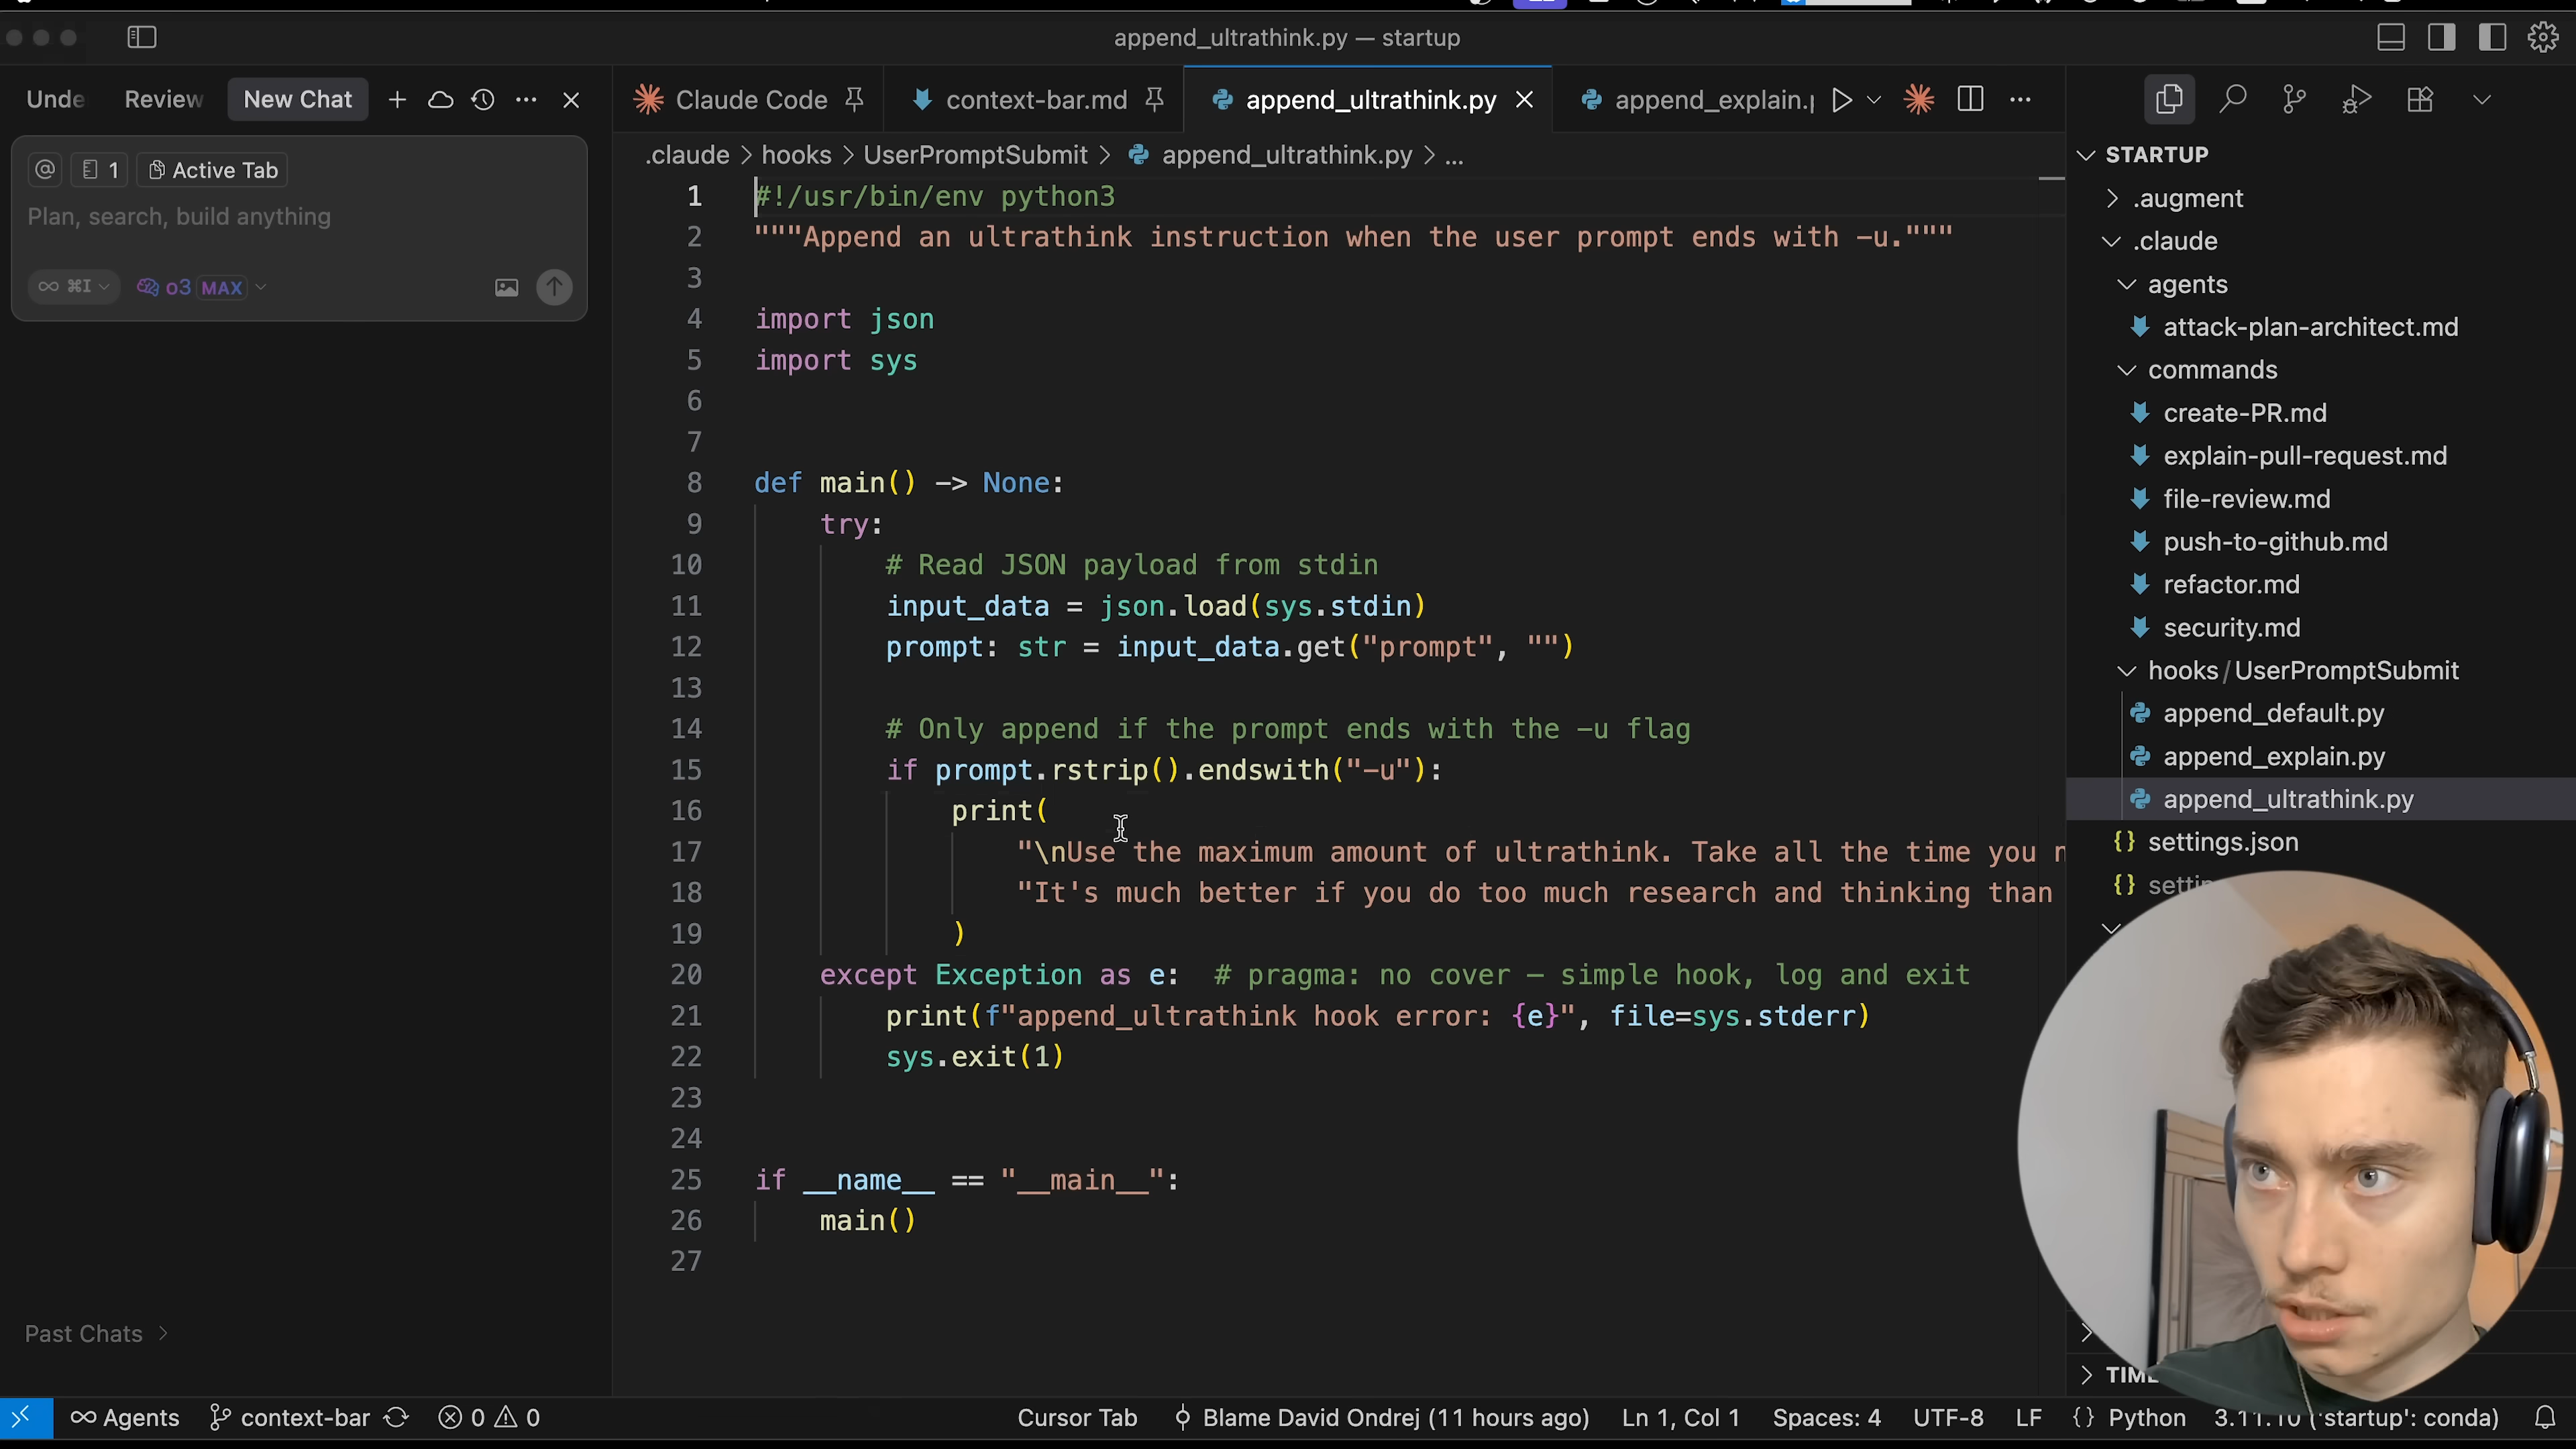 append_ultrathink.py — startup
Unde Review New Chat
@ 1 Active Tab
Plan, search, build anything
∞ ⌘I o3 MAX
Past Chats >
Claude Code context-bar.md append_ultrathink.py append_explain.p
.claude > hooks > UserPromptSubmit > append_ultrathink.py > ...
1 #!/usr/bin/env python3
2 """Append an ultrathink instruction when the user prompt ends with -u."""
3
4 import json
5 import sys
6
7
8 def main() -> None:
9 try:
10 # Read JSON payload from stdin
11 input_data = json.load(sys.stdin)
12 prompt: str = input_data.get("prompt", "")
13
14 # Only append if the prompt ends with the -u flag
15 if prompt.rstrip().endswith("-u"):
16 print(
17 "\nUse the maximum amount of ultrathink. Take all the time you n
18 "It's much better if you do too much research and thinking than
19 )
20 except Exception as e: # pragma: no cover – simple hook, log and exit
21 print(f"append_ultrathink hook error: {e}", file=sys.stderr)
22 sys.exit(1)
23
24
25 if __name__ == "__main__":
26 main()
27
STARTUP
.augment
.claude
agents
attack-plan-architect.md
commands
create-PR.md
explain-pull-request.md
file-review.md
push-to-github.md
refactor.md
security.md
hooks/UserPromptSubmit
append_default.py
append_explain.py
append_ultrathink.py
settings.json
settin
TIME
∞ Agents context-bar 0 0 Cursor Tab Blame David Ondrej (11 hours ago) Ln 1, Col 1 Spaces: 4 UTF-8 LF {} Python 3.11.10 ('startup': conda)